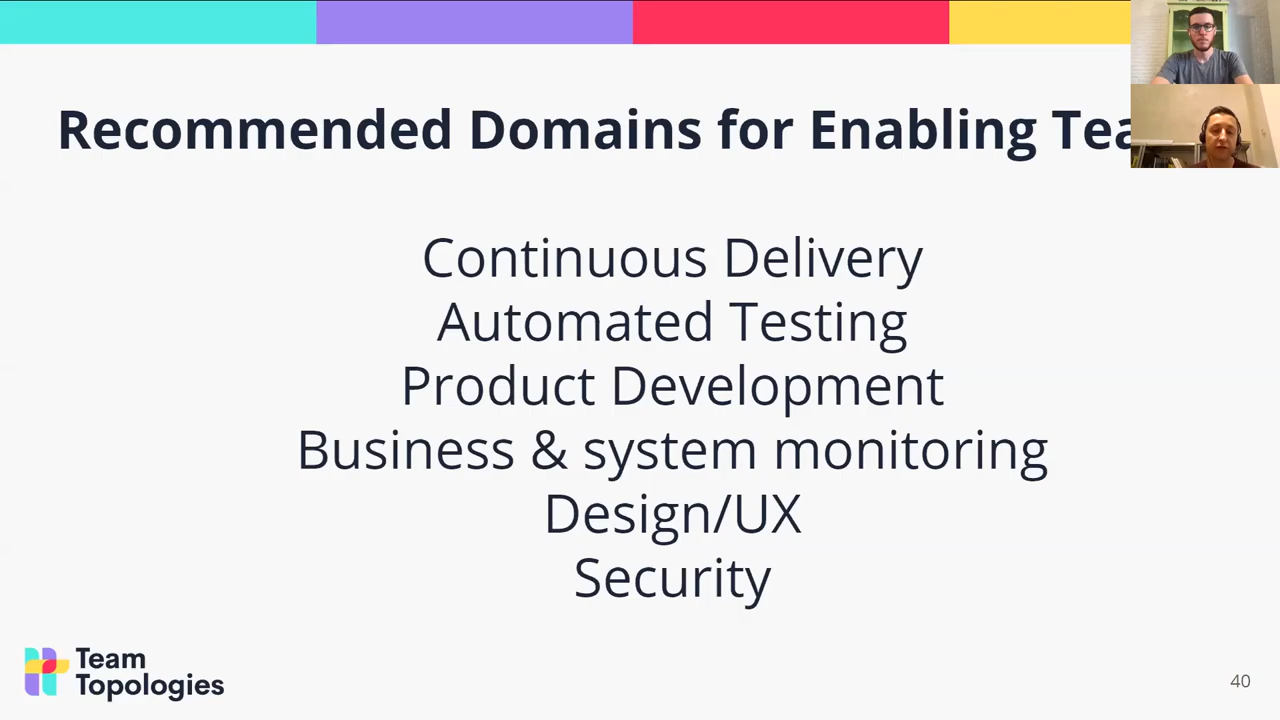 Recommended Domains for Enabling Tea
Continuous Delivery
Automated Testing
Product Development
Business & system monitoring
Design/UX
Security
Team
Topologies
40